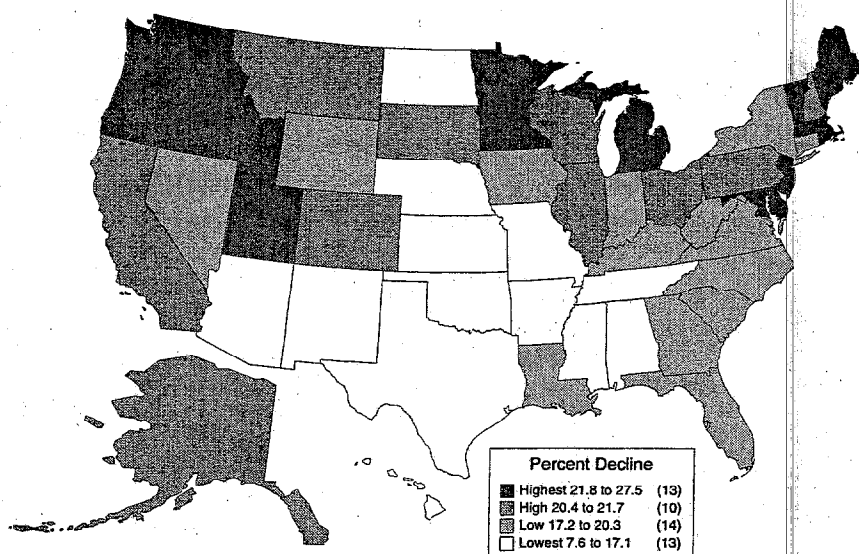 Percent Decline
Highest 21.8 to 27.5 (13)
High 20.4 to 21.7 (10)
Low 17.2 to 20.3 (14)
Lowest 7.6 to 17.1 (13)